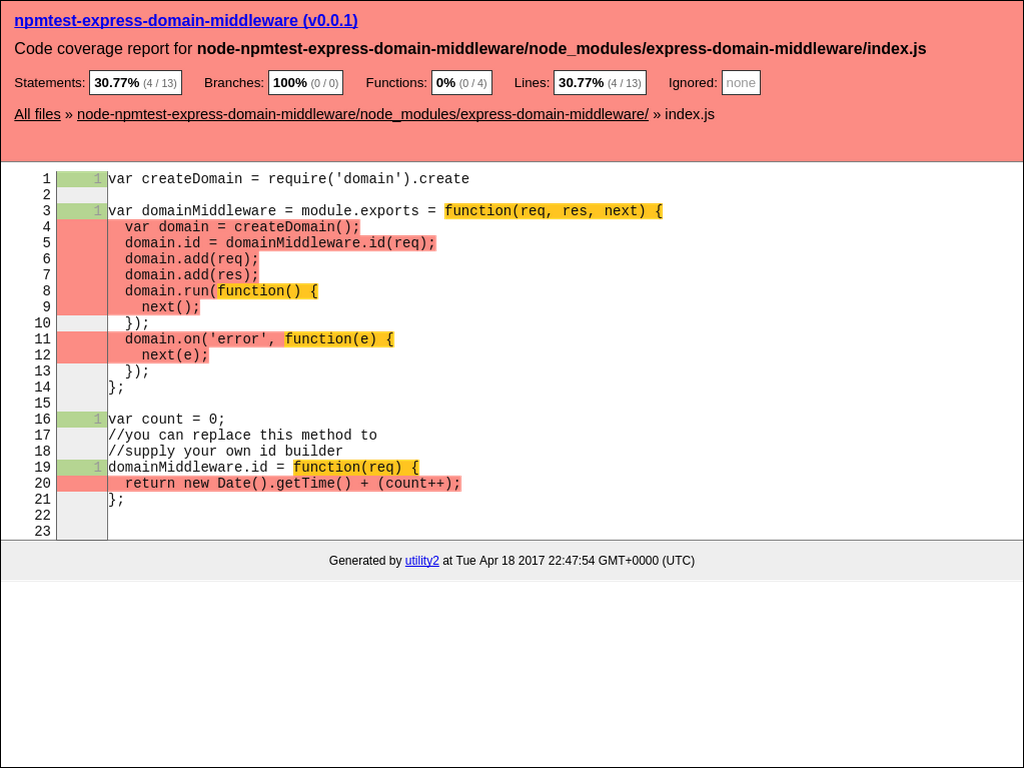 npmtest-express-domain-middleware (v0.0.1)
Code coverage report for node-npmtest-express-domain-middleware/node_modules/express-domain-middleware/index.js
Statements: 30.77% (4 / 13) Branches: 100% (0 / 0) Functions: 0% (0 / 4) Lines: 30.77% (4 / 13) Ignored: none
All files » node-npmtest-express-domain-middleware/node_modules/express-domain-middleware/ » index.js
1 1 var createDomain = require('domain').create
2
3 1 var domainMiddleware = module.exports = function(req, res, next) {
4 var domain = createDomain();
5 domain.id = domainMiddleware.id(req);
6 domain.add(req);
7 domain.add(res);
8 domain.run(function() {
9 next();
10 });
11 domain.on('error', function(e) {
12 next(e);
13 });
14 };
15
16 1 var count = 0;
17 //you can replace this method to
18 //supply your own id builder
19 1 domainMiddleware.id = function(req) {
20 return new Date().getTime() + (count++);
21 };
22
23
Generated by utility2 at Tue Apr 18 2017 22:47:54 GMT+0000 (UTC)